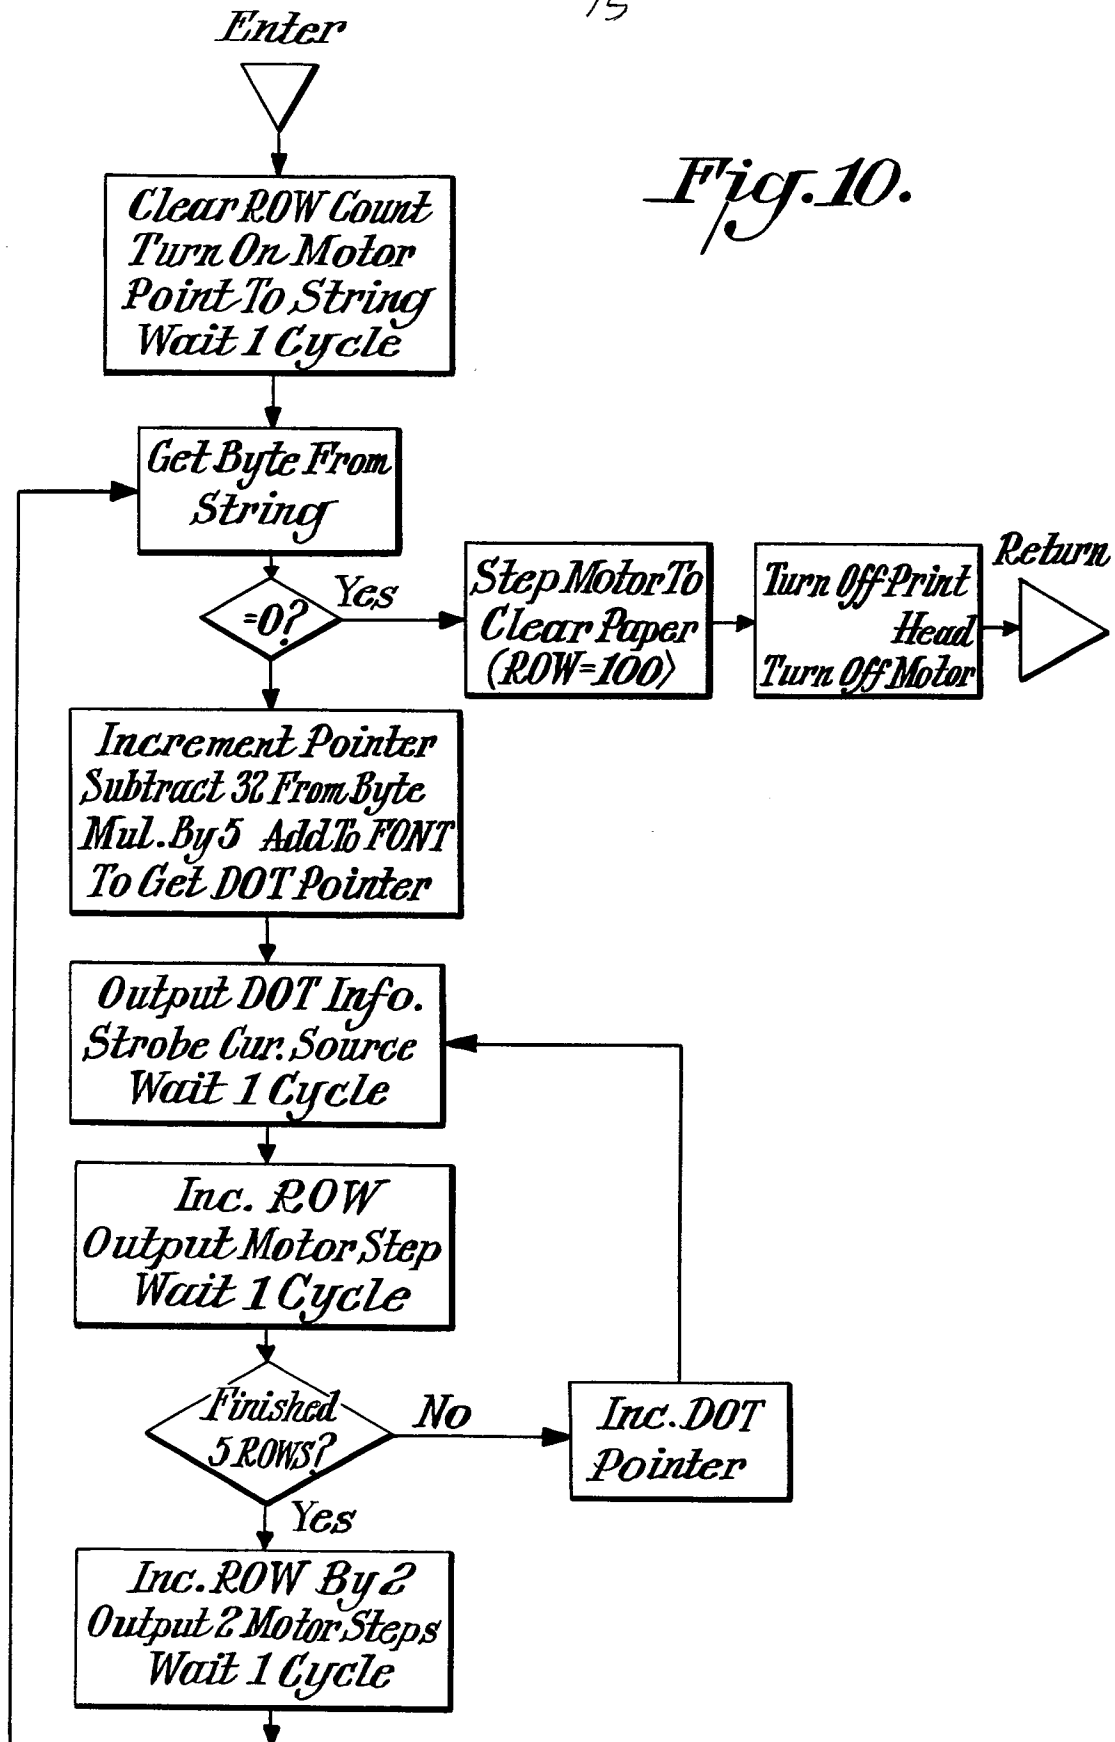 Enter
15
Fig. 10.
Clear ROW Count
Turn On Motor
Point To String
Wait 1 Cycle
Get Byte From
String
=0?
Yes
Step Motor To
Clear Paper
(ROW=100)
Turn Off Print
Head
Turn Off Motor
Return
Increment Pointer
Subtract 32 From Byte
Mul. By 5 Add To FONT
To Get DOT Pointer
Output DOT Info.
Strobe Cur. Source
Wait 1 Cycle
Inc. ROW
Output Motor Step
Wait 1 Cycle
Finished
5 ROWS?
No
Inc. DOT
Pointer
Yes
Inc. ROW By 2
Output 2 Motor Steps
Wait 1 Cycle